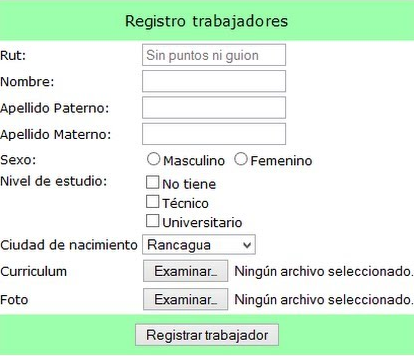 Registro trabajadores
Rut: Sin puntos ni guion
Nombre:
Apellido Paterno:
Apellido Materno:
Sexo: Masculino Femenino
Nivel de estudio: No tiene
Técnico
Universitario
Ciudad de nacimiento Rancagua
Curriculum Examinar... Ningún archivo seleccionado.
Foto Examinar... Ningún archivo seleccionado.
Registrar trabajador